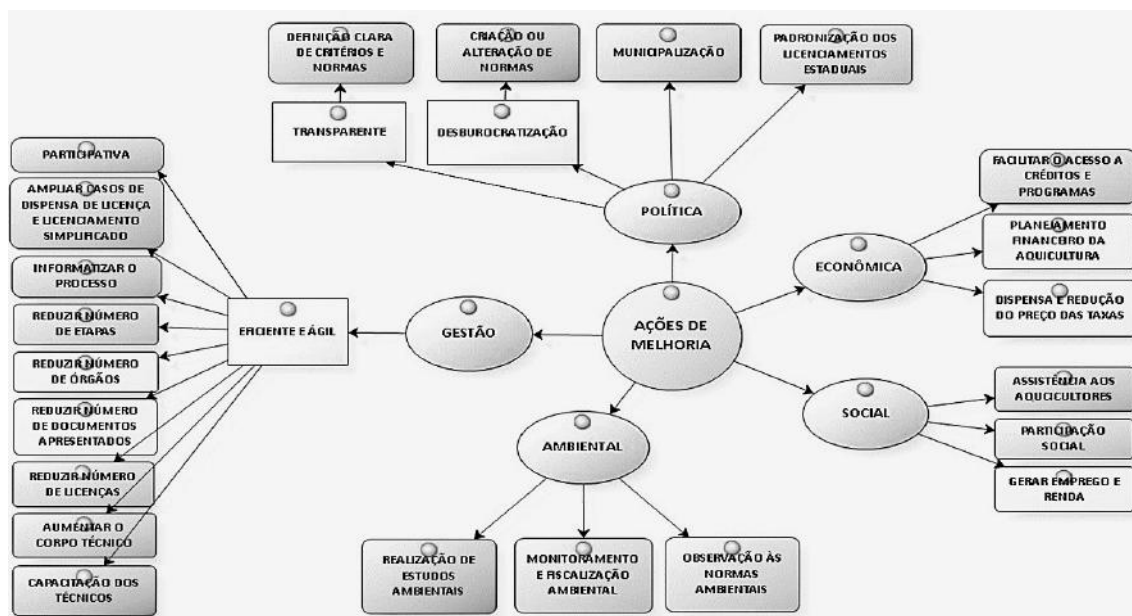 DEFINIÇÃO CLARA
DE CRITÉRIOS E
NORMAS
CRIAÇÃO OU
ALTERAÇÃO DE
NORMAS
MUNICIPALIZAÇÃO
PADRONIZAÇÃO DOS
LICENCIAMENTOS
ESTADUAIS
TRANSPARENTE
DESBUROCRATIZAÇÃO
POLÍTICA
PARTICIPATIVA
AMPLIAR CASOS DE
DISPENSA DE LICENÇA
E LICENCIAMENTO
SIMPLIFICADO
INFORMATIZAR O
PROCESSO
REDUZIR NÚMERO
DE ETAPAS
REDUZIR NÚMERO
DE ÓRGÃOS
REDUZIR NÚMERO
DE DOCUMENTOS
APRESENTADOS
REDUZIR NÚMERO
DE LICENÇAS
AUMENTAR O
CORPO TÉCNICO
CAPACITAÇÃO DOS
TÉCNICOS
EFICIENTE E ÁGIL
GESTÃO
AÇÕES DE
MELHORIA
ECONÔMICA
FACILITAR O ACESSO A
CRÉDITOS E
PROGRAMAS
PLANEJAMENTO
FINANCEIRO DA
AQUICULTURA
DISPENSA E REDUÇÃO
DO PREÇO DAS TAXAS
SOCIAL
ASSISTÊNCIA AOS
AQUCICULTORES
PARTICIPAÇÃO
SOCIAL
GERAR EMPREGO E
RENDA
AMBIENTAL
REALIZAÇÃO DE
ESTUDOS
AMBIENTAIS
MONITORAMENTO
E FISCALIZAÇÃO
AMBIENTAL
OBSERVAÇÃO ÀS
NORMAS
AMBIENTAIS